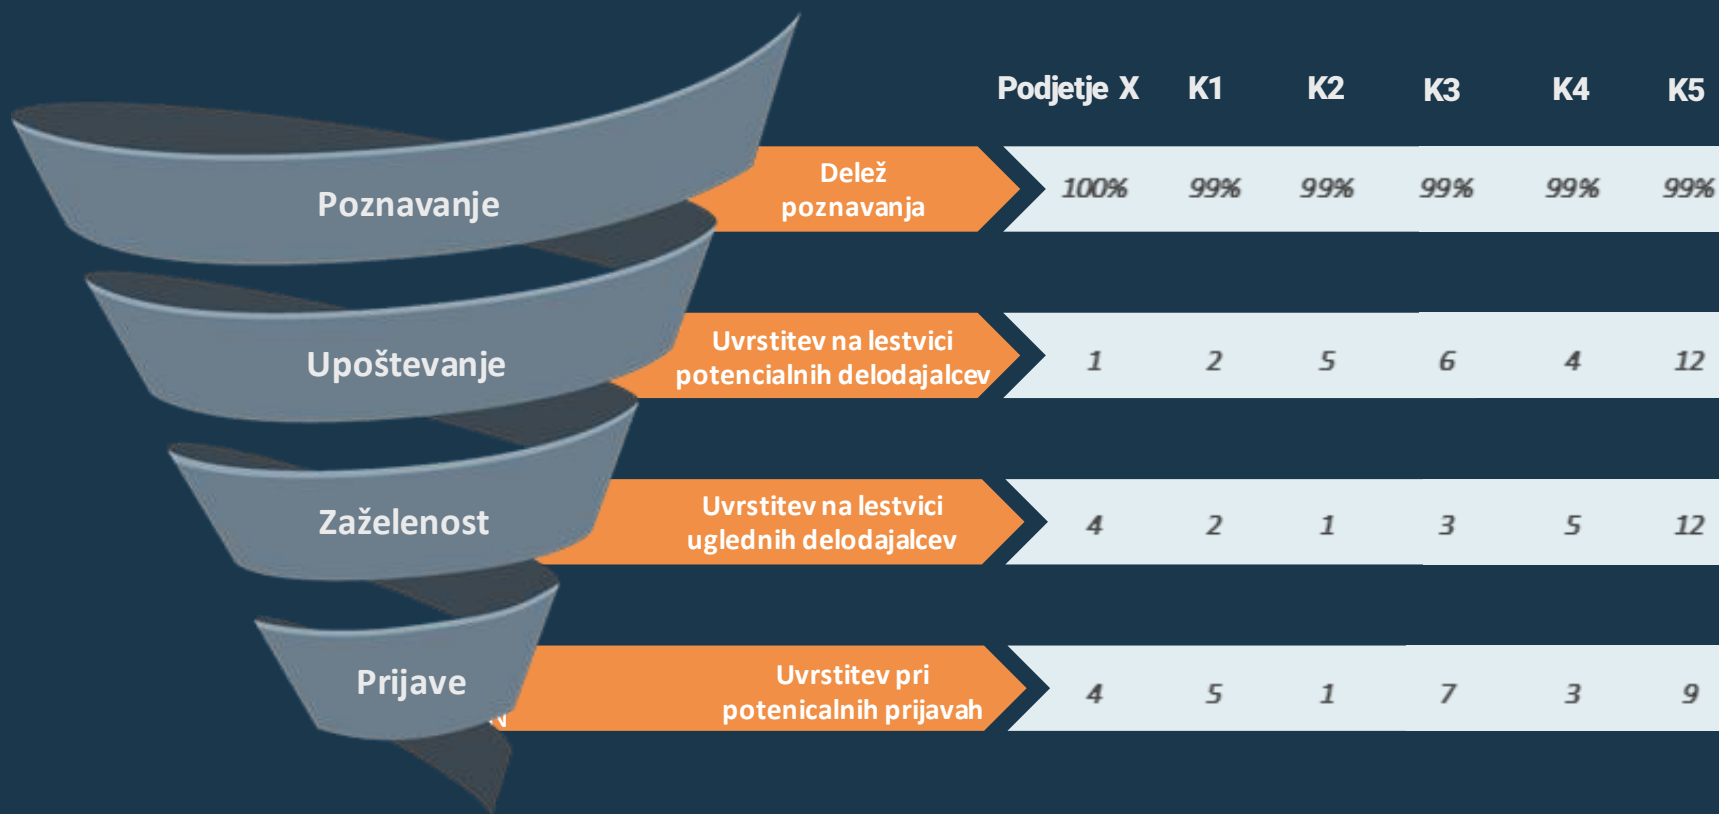 Podjetje X K1 K2 K3 K4 K5
Poznavanje
Delež
poznavanja
100% 99% 99% 99% 99% 99%
Upoštevanje
Uvrstitev na lestvici
potencialnih delodajalcev
1 2 5 6 4 12
Zaželenost
Uvrstitev na lestvici
uglednih delodajalcev
4 2 1 3 5 12
Prijave
Uvrstitev pri
potenicalnih prijavah
4 5 1 7 3 9